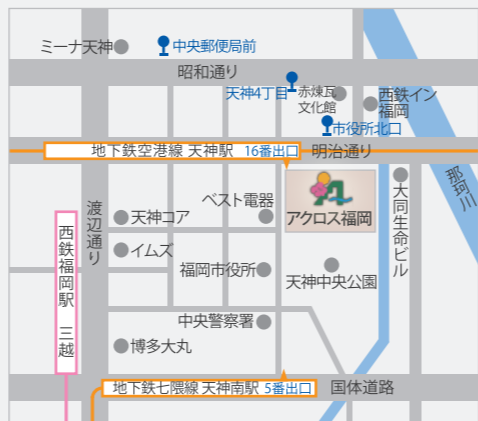 ミーナ天神
中央郵便局前
昭和通り
天神4丁目
赤煉瓦
文化館
西鉄イン
福岡
市役所北口
地下鉄空港線 天神駅 16番出口
明治通り
那珂川
渡辺通り
ベスト電器
アクロス福岡
大同生命ビル
天神コア
西鉄福岡駅 三越
イムズ
福岡市役所
天神中央公園
中央警察署
博多大丸
地下鉄七隈線 天神南駅 5番出口
国体道路